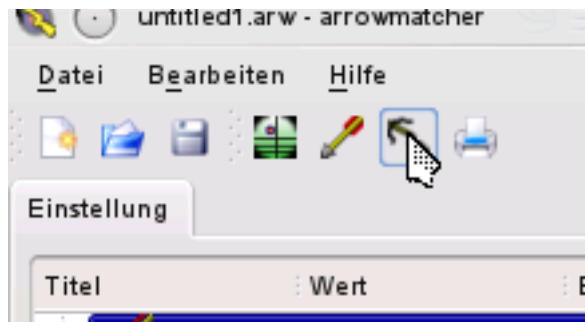 untitled1.arw - arrowmatcher
Datei Bearbeiten Hilfe
Einstellung
Titel Wert